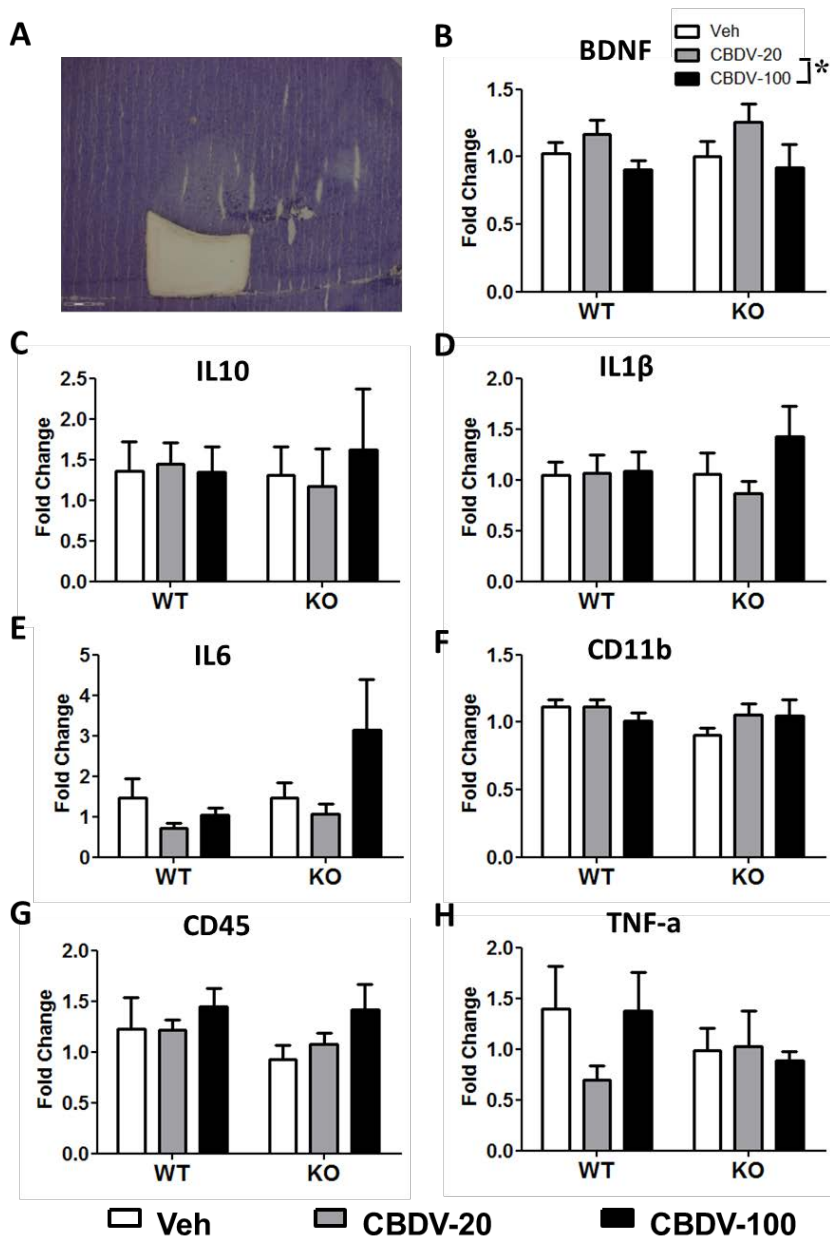 A
B
BDNF
Veh
CBDV-20
CBDV-100
*
Fold Change
1.5
1.0
0.5
0.0
WT KO
C
IL10
Fold Change
2.5
2.0
1.5
1.0
0.5
0.0
WT KO
D
IL1β
Fold Change
2.0
1.5
1.0
0.5
0.0
WT KO
E
IL6
Fold Change
5
4
3
2
1
0
WT KO
F
CD11b
Fold Change
1.5
1.0
0.5
0.0
WT KO
G
CD45
Fold Change
2.0
1.5
1.0
0.5
0.0
WT KO
H
TNF-a
Fold Change
2.0
1.5
1.0
0.5
0.0
WT KO
Veh CBDV-20 CBDV-100